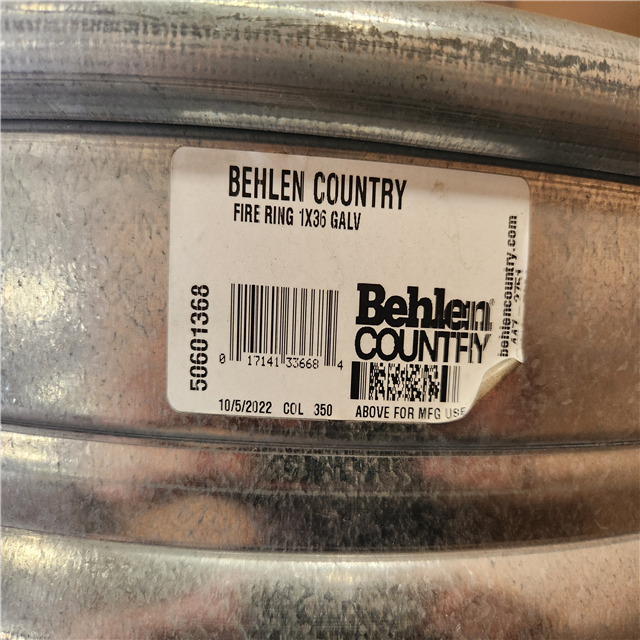 BEHLEN COUNTRY
FIRE RING 1X36 GALV
50601368
0 17141 33668 4
Behlen
COUNTRY
behlencountry.com
10/5/2022 COL 350
ABOVE FOR MFG USE